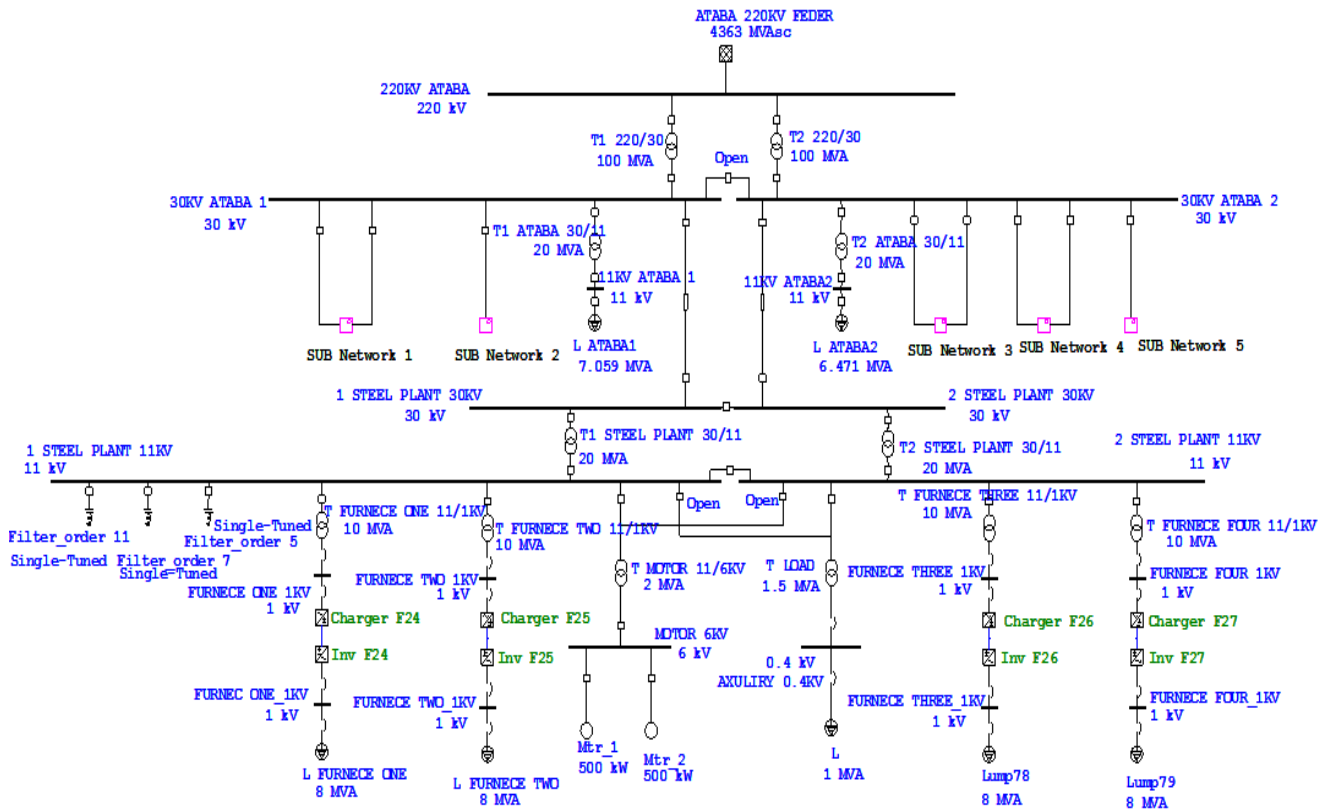 ATABA 220KV FEDER
4363 MVAsc
220KV ATABA
220 kV
T1 220/30
100 MVA
T2 220/30
100 MVA
Open
30KV ATABA 1
30 kV
30KV ATABA 2
30 kV
T1 ATABA 30/11
20 MVA
T2 ATABA 30/11
20 MVA
11KV ATABA 1
11 kV
11KV ATABA2
11 kV
SUB Network 1
SUB Network 2
L ATABA1
7.059 MVA
L ATABA2
6.471 MVA
SUB Network 3
SUB Network 4
SUB Network 5
1 STEEL PLANT 30KV
30 kV
2 STEEL PLANT 30KV
30 kV
T1 STEEL PLANT 30/11
20 MVA
T2 STEEL PLANT 30/11
20 MVA
1 STEEL PLANT 11KV
11 kV
2 STEEL PLANT 11KV
11 kV
Open
Open
Filter_order 11
Single-Tuned
Filter_order 7
Single-Tuned
Single-Tuned
Filter_order 5
T FURNECE ONE 11/1KV
10 MVA
T FURNECE TWO 11/1KV
10 MVA
T FURNECE THREE 11/1KV
10 MVA
T FURNECE FOUR 11/1KV
10 MVA
T MOTOR 11/6KV
2 MVA
T LOAD
1.5 MVA
FURNECE ONE 1KV
1 kV
FURNECE TWO 1KV
1 kV
FURNECE THREE 1KV
1 kV
FURNECE FOUR 1KV
1 kV
Charger F24
Charger F25
Charger F26
Charger F27
Inv F24
Inv F25
Inv F26
Inv F27
MOTOR 6KV
6 kV
0.4 kV
AXULIRY 0.4KV
FURNEC ONE_1KV
1 kV
FURNECE TWO_1KV
1 kV
FURNECE THREE_1KV
1 kV
FURNECE FOUR_1KV
1 kV
L FURNECE ONE
8 MVA
L FURNECE TWO
8 MVA
Mtr_1
500 kW
Mtr_2
500 kW
L
1 MVA
Lump78
8 MVA
Lump79
8 MVA